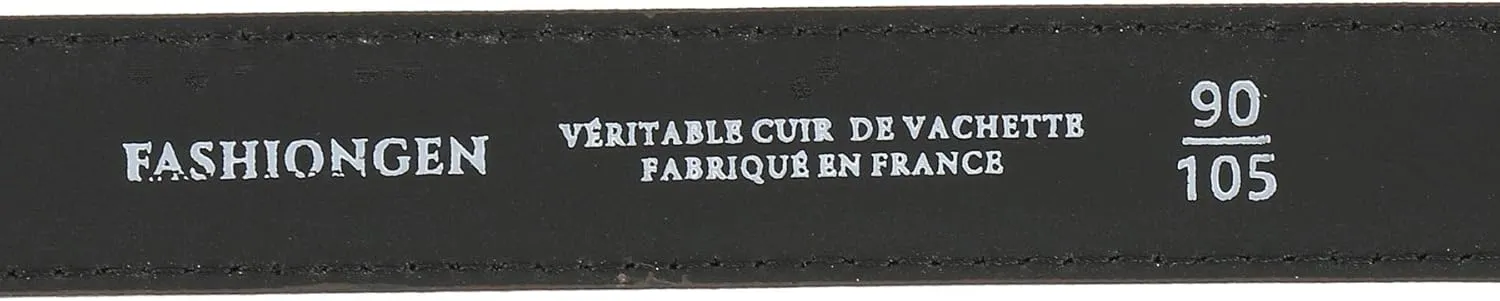 FASHIONGEN
VÉRITABLE CUIR DE VACHETTE
FABRIQUÉ EN FRANCE
90
105